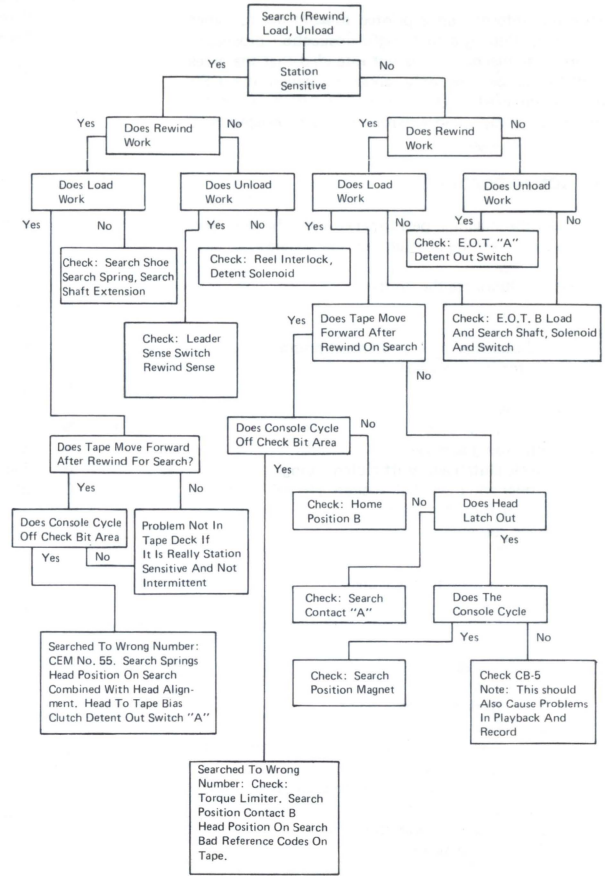 Search (Rewind,
Load, Unload
Yes
No
Station
Sensitive
Yes
Does Rewind
Work
No
Yes
Does Rewind
Work
No
Does Load
Work
Does Unload
Work
Does Load
Work
Does Unload
Work
Yes
No
Yes
No
Yes
No
Yes
No
Check: Search Shoe
Search Spring, Search
Shaft Extension
Check: Reel Interlock,
Detent Solenoid
Check: E.O.T. "A"
Detent Out Switch
Check: Leader
Sense Switch
Rewind Sense
Yes
Does Tape Move
Forward After
Rewind On Search
No
Check: E.O.T. B Load
And Search Shaft, Solenoid
And Switch
Does Tape Move Forward
After Rewind For Search?
Yes
No
Does Console Cycle
Off Check Bit Area
No
Yes
Does Console Cycle
Off Check Bit Area
Yes
No
Problem Not In
Tape Deck If
It Is Really Station
Sensitive And Not
Intermittent
Check: Home
Position B
No
Does Head
Latch Out
Yes
Check: Search
Contact "A"
Does The
Console Cycle
Yes
No
Searched To Wrong Number:
CEM No. 55. Search Springs
Head Position On Search
Combined With Head Align-
ment. Head To Tape Bias
Clutch Detent Out Switch "A"
Check: Search
Position Magnet
Check CB-5
Note: This should
Also Cause Problems
In Playback And
Record
Searched To Wrong
Number: Check:
Torque Limiter. Search
Position Contact B
Head Position On Search
Bad Reference Codes On
Tape.